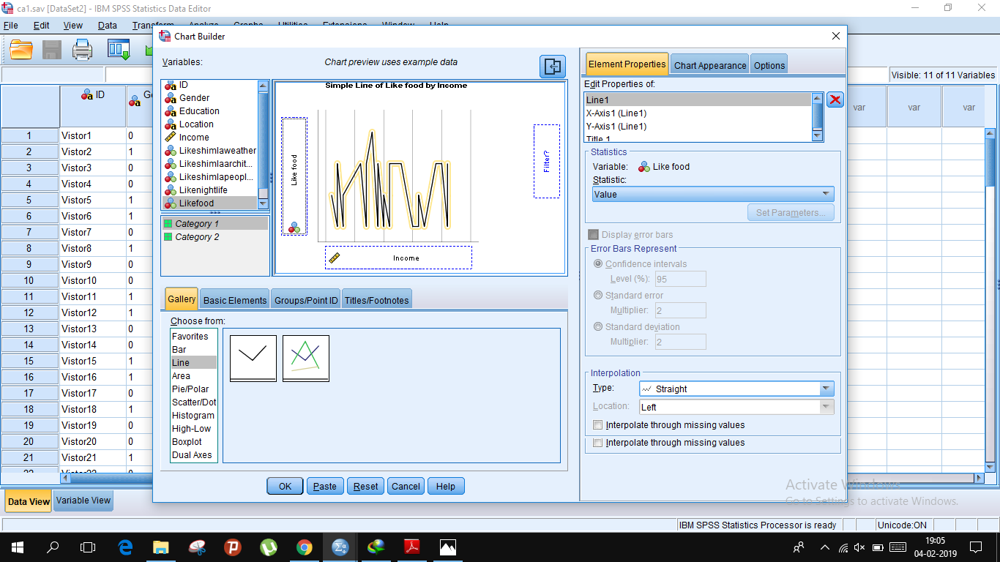 ca1.sav [DataSet2] - IBM SPSS Statistics Data Editor
File Edit View Data Transform Analyze Graphs Utilities Extensions Window Help
Chart Builder
Visible: 11 of 11 Variables
Variables:
Chart preview uses example data
ID
Gender
Education
Location
Income
Likeshimlaweather
Likeshimlaarchit...
Likeshimlapeopl...
Likenightlife
Likefood
Category 1
Category 2
Simple Line of Like food by Income
Like food
Income
Filter?
Gallery Basic Elements Groups/Point ID Titles/Footnotes
Choose from:
Favorites
Bar
Line
Area
Pie/Polar
Scatter/Dot
Histogram
High-Low
Boxplot
Dual Axes
OK Paste Reset Cancel Help
Element Properties Chart Appearance Options
Edit Properties of:
Line1
X-Axis1 (Line1)
Y-Axis1 (Line1)
Title 1
Statistics
Variable: Like food
Statistic:
Value
Set Parameters...
Display error bars
Error Bars Represent
Confidence intervals
Level (%): 95
Standard error
Multiplier: 2
Standard deviation
Multiplier: 2
Interpolation
Type: Straight
Location: Left
Interpolate through missing values
Interpolate through missing values
ID G
var var var
1 Vistor1 0
2 Vistor2 1
3 Vistor3 0
4 Vistor4 0
5 Vistor5 1
6 Vistor6 1
7 Vistor7 0
8 Vistor8 1
9 Vistor9 0
10 Vistor10 0
11 Vistor11 1
12 Vistor12 1
13 Vistor13 0
14 Vistor14 0
15 Vistor15 1
16 Vistor16 1
17 Vistor17 0
18 Vistor18 1
19 Vistor19 0
20 Vistor20 0
21 Vistor21 1
22 Vistor22 0
Data View Variable View
Activate Windows
Go to Settings to activate Windows.
IBM SPSS Statistics Processor is ready Unicode:ON
19:05
04-02-2019